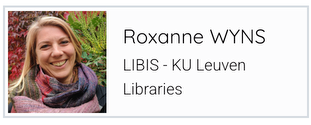 Roxanne WYNS
LIBIS - KU Leuven
Libraries